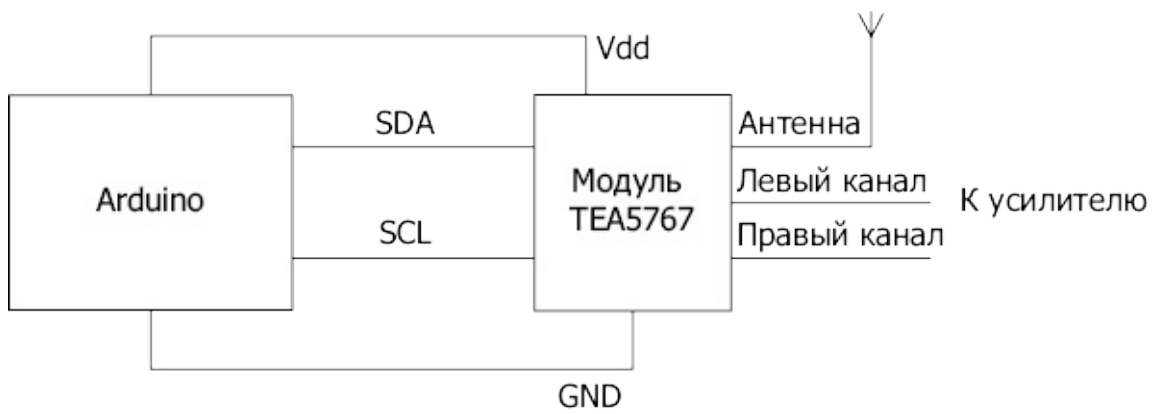 Vdd
SDA
Антенна
Arduino
Модуль
TEA5767
Левый канал
К усилителю
SCL
Правый канал
GND